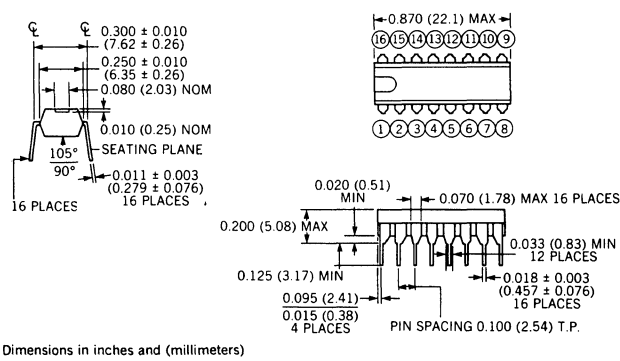 ℄ ℄
0.300 ± 0.010
(7.62 ± 0.26)
0.250 ± 0.010
(6.35 ± 0.26)
0.080 (2.03) NOM
0.010 (0.25) NOM
105°
90°
SEATING PLANE
0.011 ± 0.003
(0.279 ± 0.076)
16 PLACES
16 PLACES
0.870 (22.1) MAX
16 15 14 13 12 11 10 9
1 2 3 4 5 6 7 8
0.020 (0.51)
MIN
0.070 (1.78) MAX 16 PLACES
0.200 (5.08) MAX
0.033 (0.83) MIN
12 PLACES
0.125 (3.17) MIN
0.018 ± 0.003
(0.457 ± 0.076)
16 PLACES
0.095 (2.41)
0.015 (0.38)
4 PLACES
PIN SPACING 0.100 (2.54) T.P.
Dimensions in inches and (millimeters)